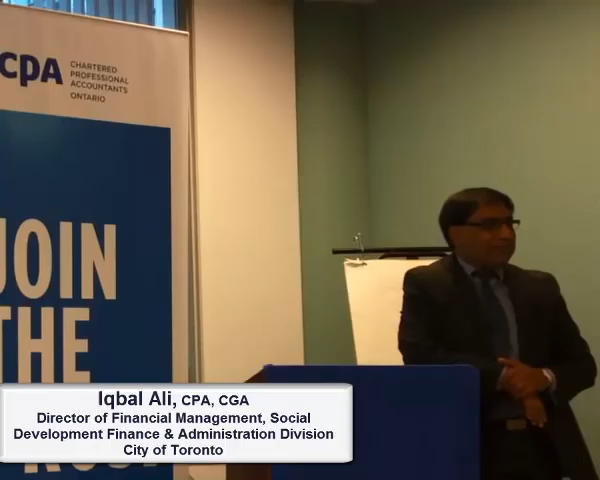 cpa
CHARTERED
PROFESSIONAL
ACCOUNTANTS
ONTARIO
JOIN
THE
Iqbal Ali, CPA, CGA
Director of Financial Management, Social
Development Finance & Administration Division
City of Toronto